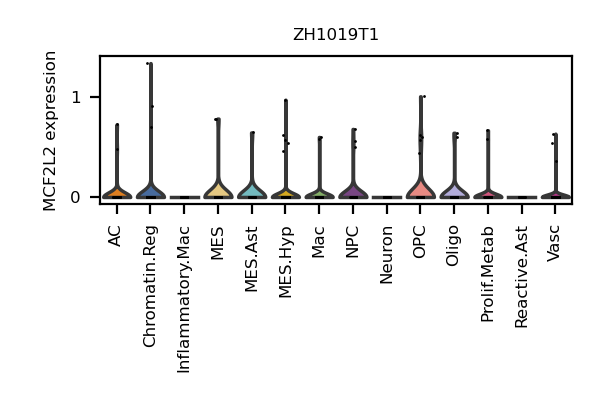 ZH1019T1
MCF2L2 expression
1
0
AC
Chromatin.Reg
Inflammatory.Mac
MES
MES.Ast
MES.Hyp
Mac
NPC
Neuron
OPC
Oligo
Prolif.Metab
Reactive.Ast
Vasc